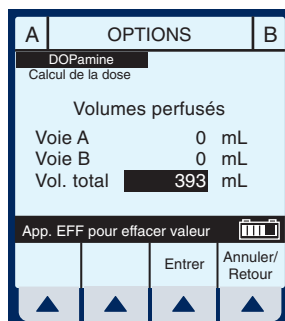 A OPTIONS B
DOPamine
Calcul de la dose
Volumes perfusés
Voie A 0 mL
Voie B 0 mL
Vol. total 393 mL
App. EFF pour effacer valeur
Entrer Annuler/
Retour